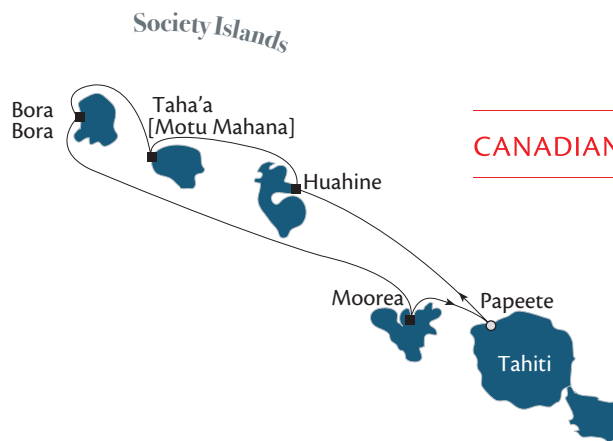 Society Islands
Bora
Bora
Taha'a
[Motu Mahana]
CANADIAN
Huahine
Moorea
Papeete
Tahiti